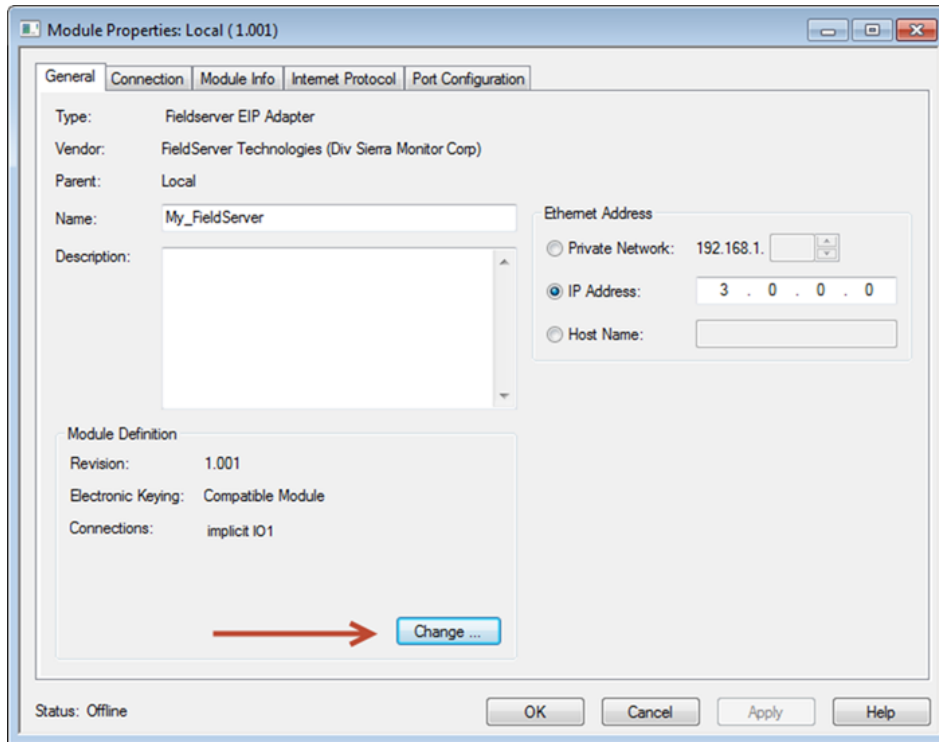 Module Properties: Local (1.001)
General Connection Module Info Internet Protocol Port Configuration
Type: Fieldserver EIP Adapter
Vendor: FieldServer Technologies (Div Sierra Monitor Corp)
Parent: Local
Name: My_FieldServer
Description:
Ethernet Address
Private Network: 192.168.1.
IP Address: 3 . 0 . 0 . 0
Host Name:
Module Definition
Revision: 1.001
Electronic Keying: Compatible Module
Connections: implicit IO1
Change ...
Status: Offline
OK Cancel Apply Help